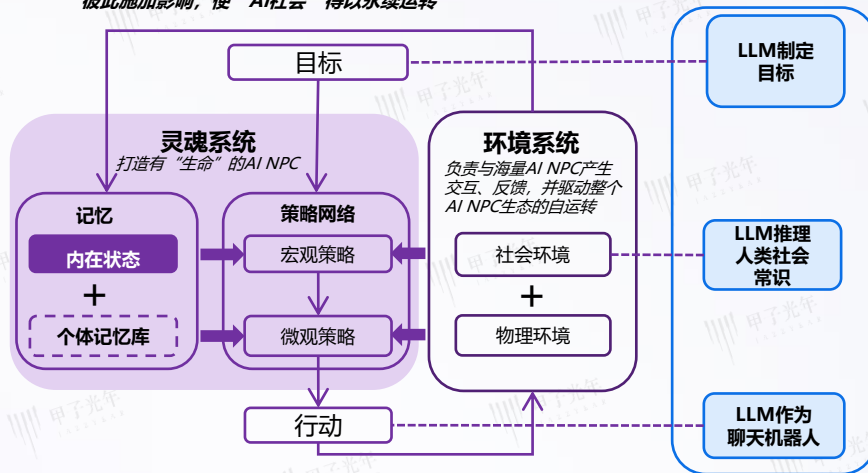 彼此施加影响，使“AI社会”得以永续运转
目标
LLM制定
目标
灵魂系统
打造有“生命”的AI NPC
环境系统
负责与海量AI NPC产生
交互、反馈，并驱动整个
AI NPC生态的自运转
记忆
策略网络
内在状态
宏观策略
社会环境
LLM推理
人类社会
常识
+
+
个体记忆库
微观策略
物理环境
行动
LLM作为
聊天机器人
甲子光年